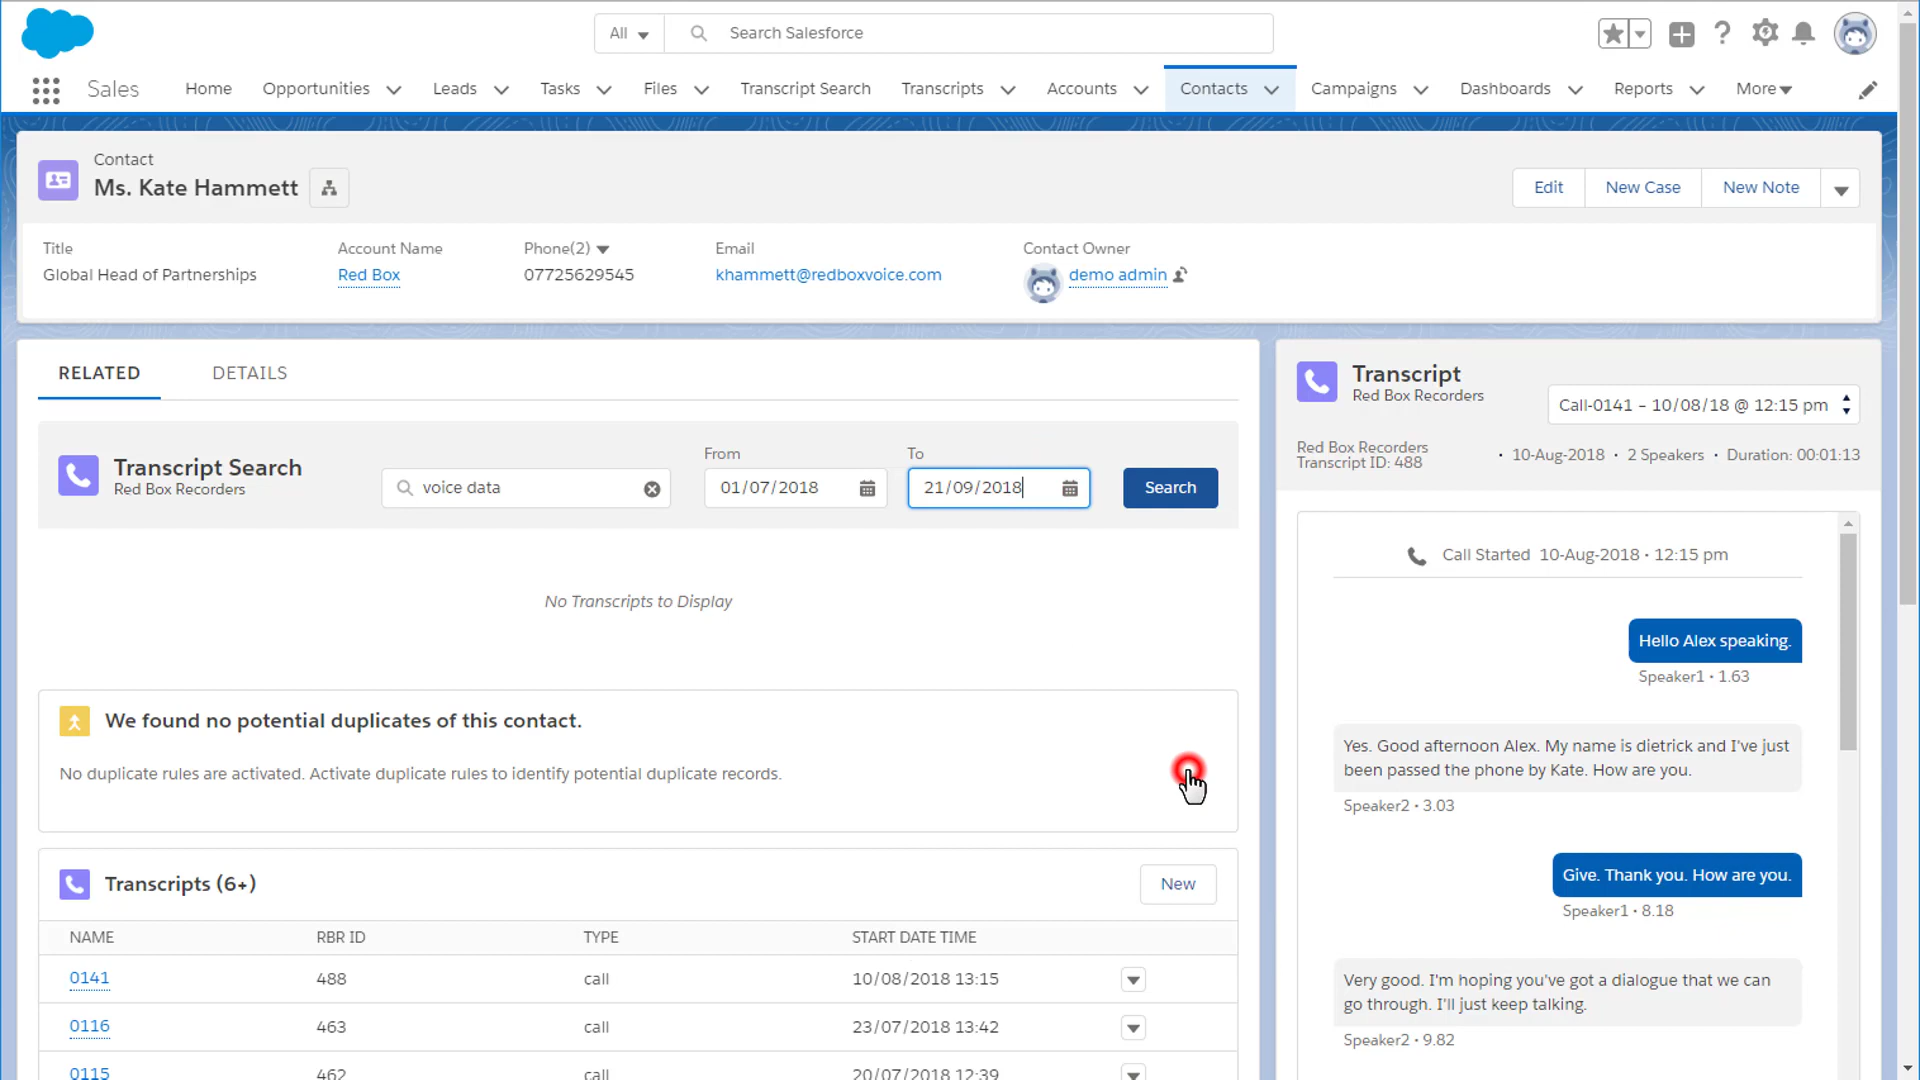 All
Search Salesforce
Sales
Home
Opportunities
Leads
Tasks
Files
Transcript Search
Transcripts
Accounts
Contacts
Campaigns
Dashboards
Reports
More
Contact
Ms. Kate Hammett
Edit
New Case
New Note
Title
Account Name
Phone(2)
Email
Contact Owner
Global Head of Partnerships
Red Box
07725629545
khammett@redboxvoice.com
demo admin
RELATED
DETAILS
Transcript Search
Red Box Recorders
voice data
From
01/07/2018
To
21/09/2018
Search
No Transcripts to Display
We found no potential duplicates of this contact.
No duplicate rules are activated. Activate duplicate rules to identify potential duplicate records.
Transcripts (6+)
New
NAME
RBR ID
TYPE
START DATE TIME
0141
488
call
10/08/2018 13:15
0116
463
call
23/07/2018 13:42
0115
462
call
20/07/2018 12:39
Transcript
Red Box Recorders
Call-0141 – 10/08/18 @ 12:15 pm
Red Box Recorders
Transcript ID: 488
• 10-Aug-2018 • 2 Speakers • Duration: 00:01:13
Call Started 10-Aug-2018 • 12:15 pm
Hello Alex speaking.
Speaker1 • 1.63
Yes. Good afternoon Alex. My name is dietrick and I've just
been passed the phone by Kate. How are you.
Speaker2 • 3.03
Give. Thank you. How are you.
Speaker1 • 8.18
Very good. I'm hoping you've got a dialogue that we can
go through. I'll just keep talking.
Speaker2 • 9.82